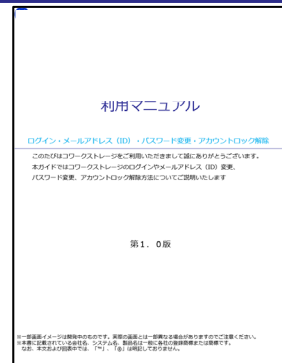 利用マニュアル
ログイン・メールアドレス（ID）・パスワード変更・アカウントロック解除
このたびはコワークストレージをご利用いただきまして誠にありがとうございます。
本ガイドではコワークストレージのログインやメールアドレス（ID）変更、
パスワード変更、アカウントロック解除方法についてご説明いたします
第1．0版
※一部画面イメージは開発中のものです。実際の画面とは一部異なる場合がありますのでご注意ください。
※本書に記載されている会社名、システム名、製品名は一般に各社の登録商標または商標です。
なお、本文および図表中では、「™」、「®」は明記しておりません。